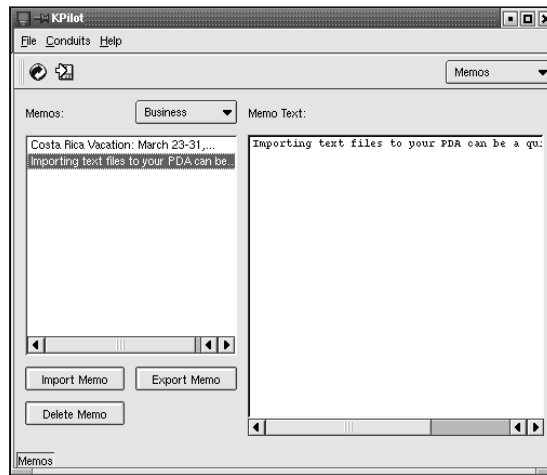 KPilot
File Conduits Help
Memos
Memos: Business Memo Text:
Costa Rica Vacation: March 23-31,...
Importing text files to your PDA can be..
Importing text files to your PDA can be a qu
Import Memo Export Memo
Delete Memo
Memos